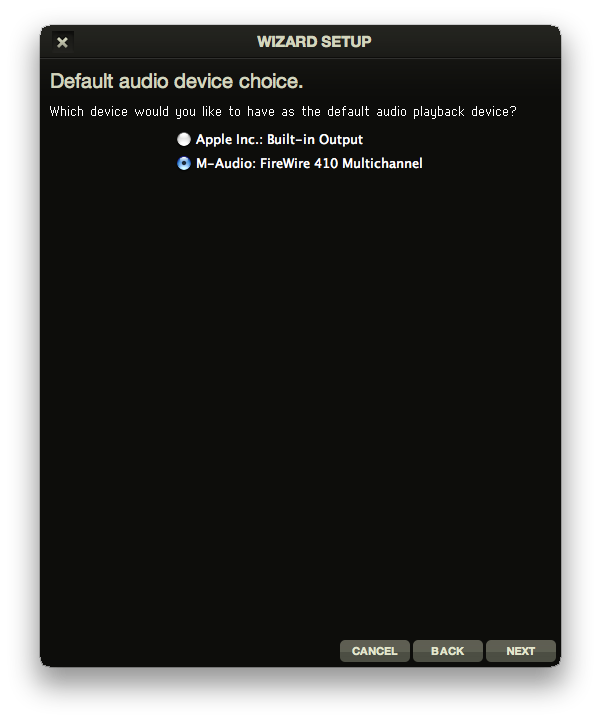 WIZARD SETUP
Default audio device choice.
Which device would you like to have as the default audio playback device?
Apple Inc.: Built-in Output
M-Audio: FireWire 410 Multichannel
CANCEL BACK NEXT